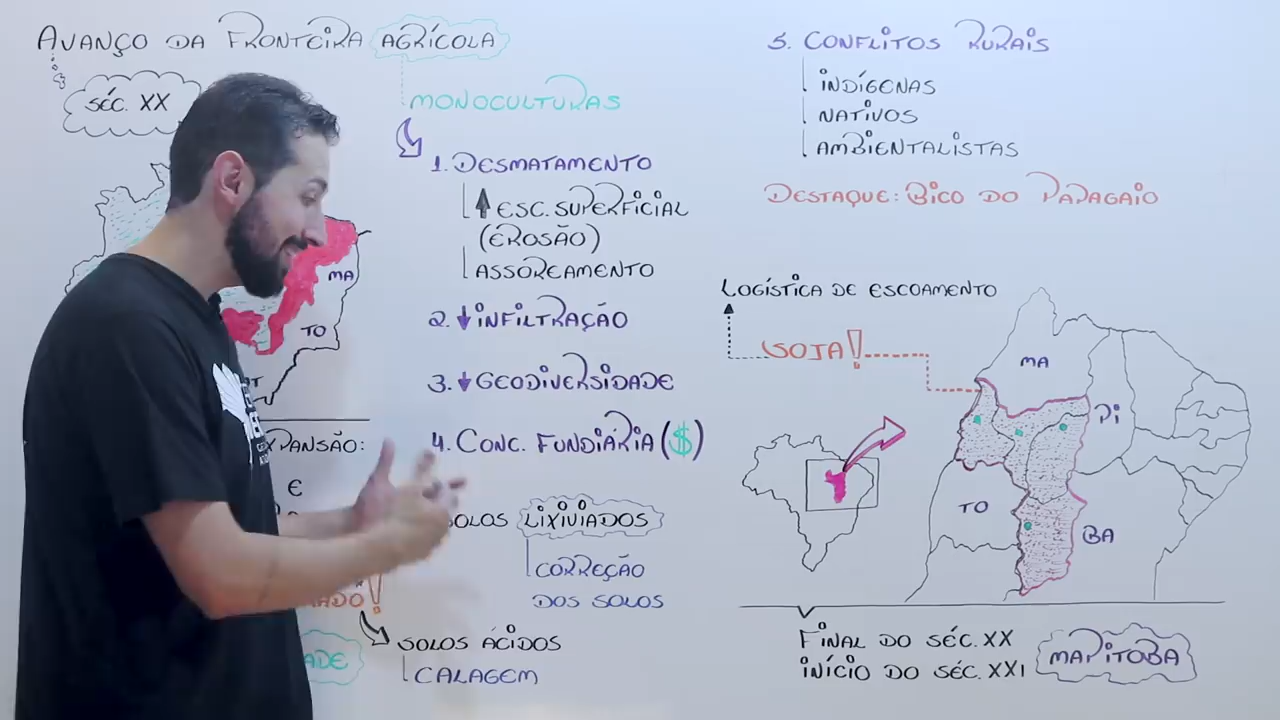 AVANÇO DA FRONTEIRA AGRÍCOLA
SÉC. XX
MONOCULTURAS
1. DESMATAMENTO
ESC. SUPERFICIAL
(EROSÃO)
ASSOREAMENTO
2. INFILTRAÇÃO
3. GEODIVERSIDADE
4. CONC. FUNDIÁRIA ($)
SOLOS LIXIVIADOS
CORREÇÃO
DOS SOLOS
SOLOS ÁCIDOS
CALAGEM
MA
TO
E
5. CONFLITOS RURAIS
INDÍGENAS
NATIVOS
AMBIENTALISTAS
DESTAQUE: BICO DO PAPAGAIO
LOGÍSTICA DE ESCOAMENTO
SOJA!
MA
PI
TO
BA
FINAL DO SÉC. XX
INÍCIO DO SÉC. XXI
MAPITOBA